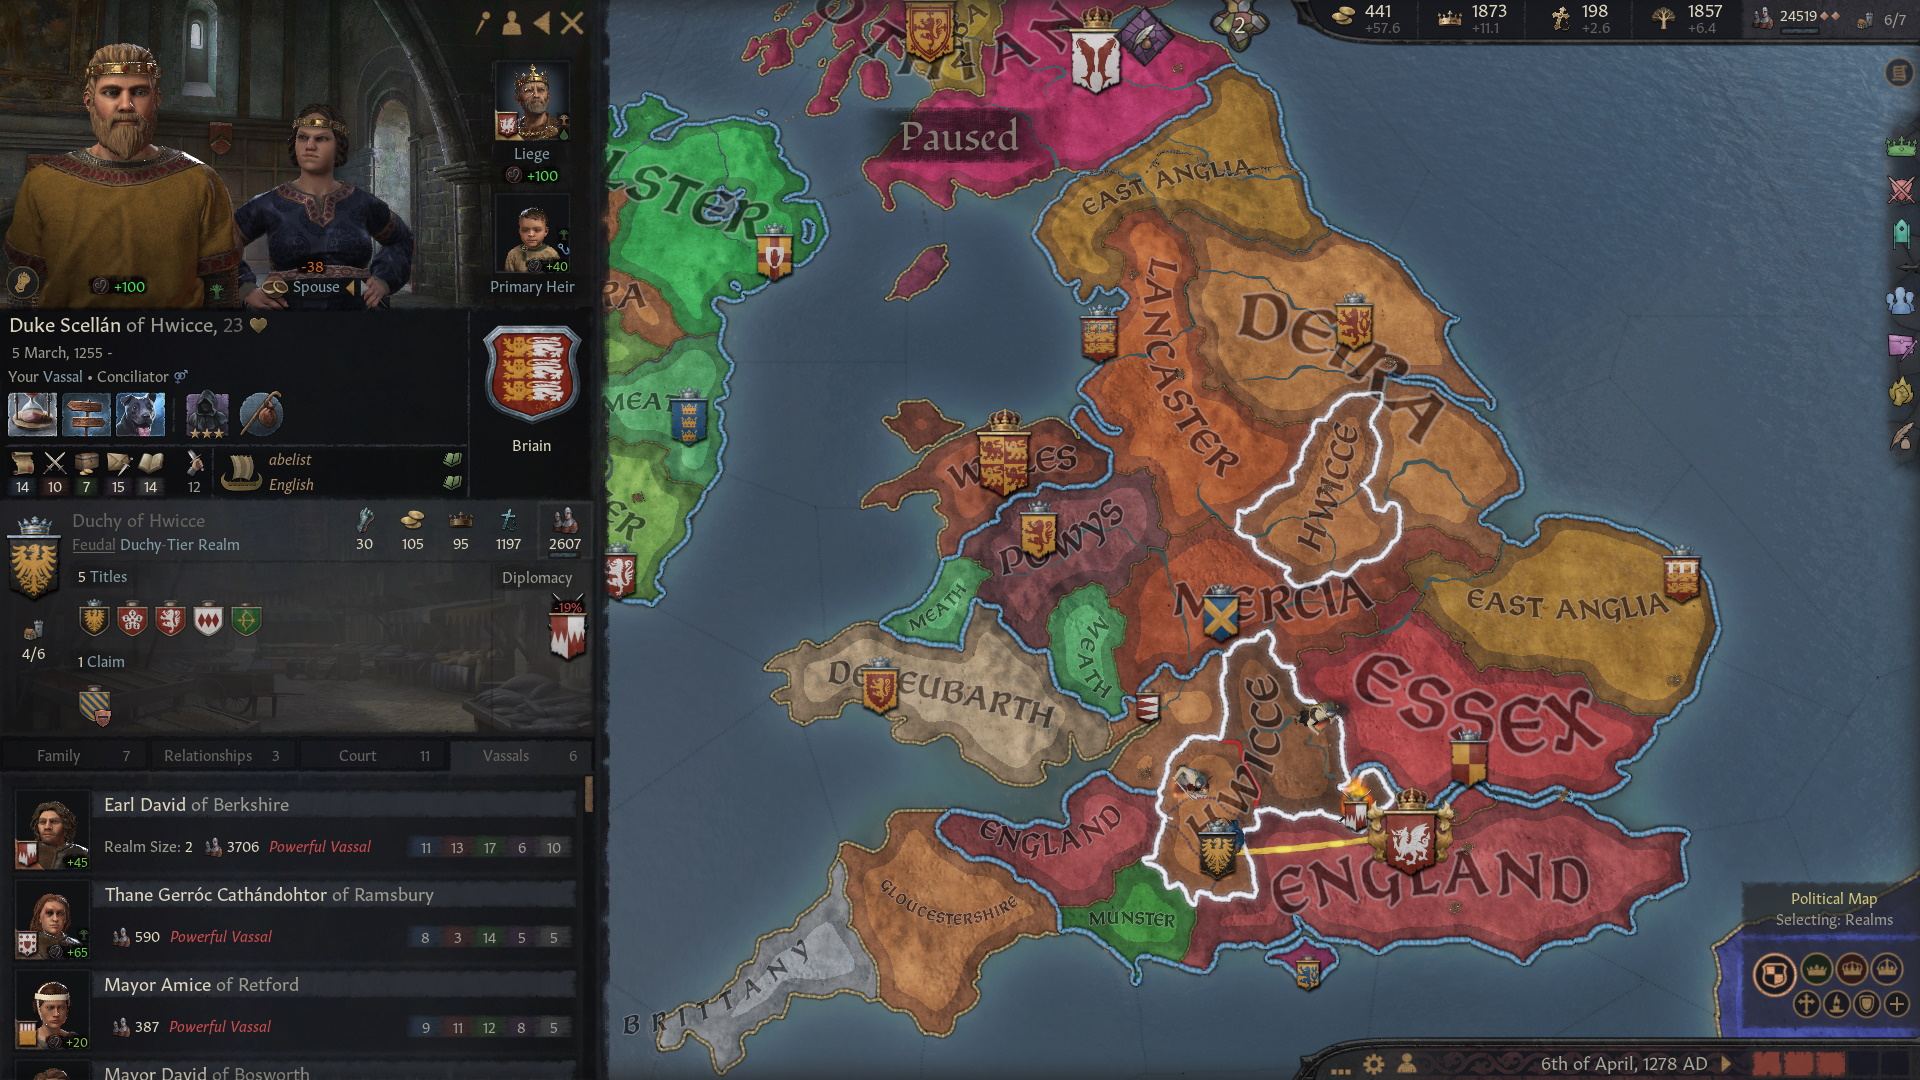 441
+57.6
1873
+11.1
198
+2.6
1857
+6.4
24519
6/7
2
Paused
Liege
+100
+40
Primary Heir
+100
-38
Spouse
Duke Scellán of Hwicce, 23
5 March, 1255 -
Your Vassal • Conciliator
Briain
14 10 7 15 14 12
abelist
English
Duchy of Hwicce
Feudal Duchy-Tier Realm
30 105 95 1197 2607
5 Titles
Diplomacy
-19%
4/6
1 Claim
Family 7
Relationships 3
Court 11
Vassals 6
Earl David of Berkshire
Realm Size: 2 3706 Powerful Vassal 11 13 17 6 10
+45
Thane Gerróc Cathándohtor of Ramsbury
590 Powerful Vassal 8 3 14 5 5
+65
Mayor Amice of Retford
387 Powerful Vassal 9 11 12 8 5
+20
Mayor David of Bosworth
EAST ANGLIA
LANCASTER
DEIRA
MEAT
HWICCE
POWYS
MERCIA
EAST ANGLIA
MEATH
MEATH
ESSEX
HWICCE
ENGLAND
ENGLAND
GLOUCESTERSHIRE
MUNSTER
BRITTANY
Political Map
Selecting: Realms
6th of April, 1278 AD